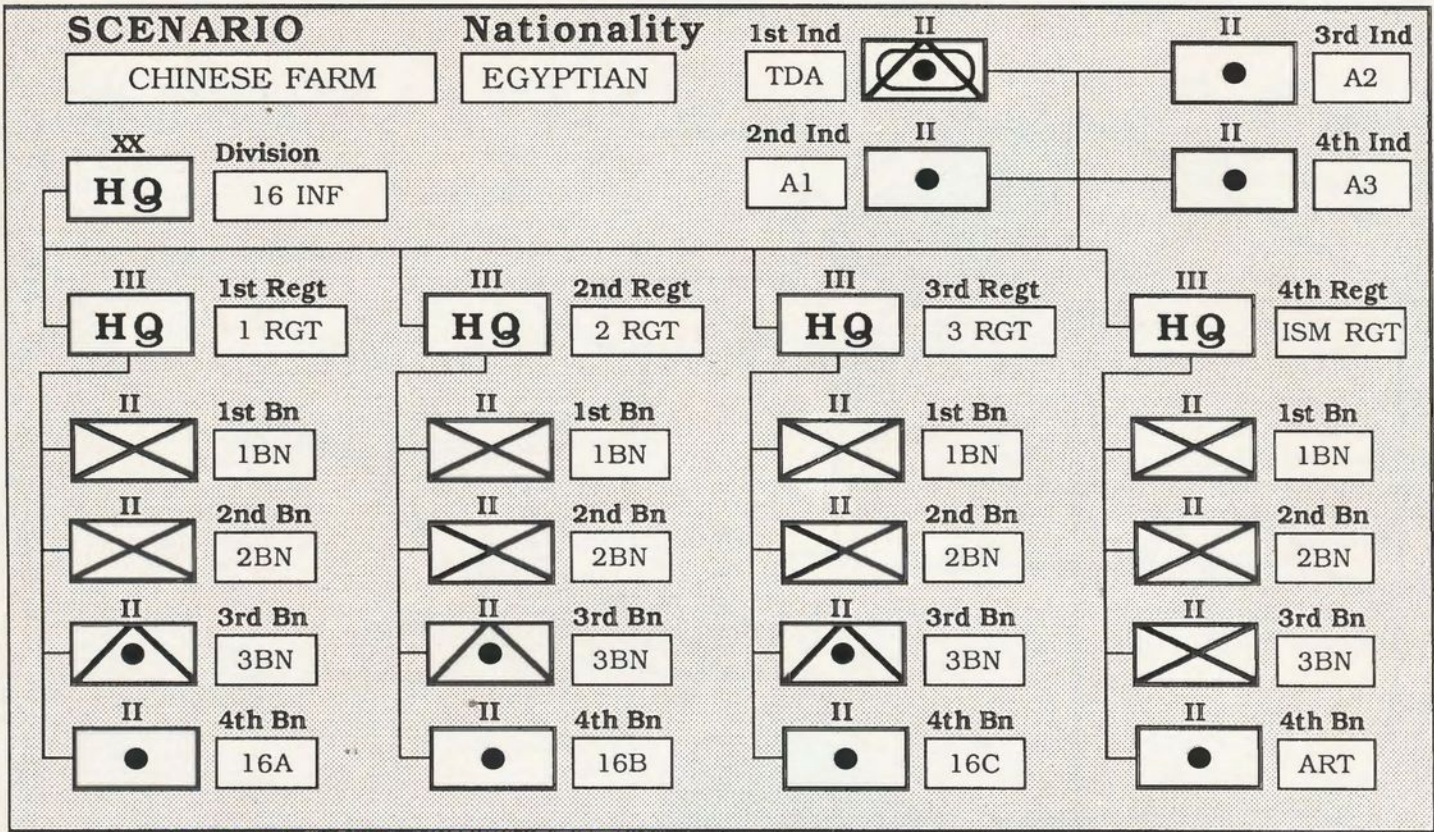 SCENARIO
CHINESE FARM
Nationality
EGYPTIAN
1st Ind
TDA
II
II
3rd Ind
A2
2nd Ind
A1
II
II
4th Ind
A3
XX
HQ
Division
16 INF
III
HQ
1st Regt
1 RGT
III
HQ
2nd Regt
2 RGT
III
HQ
3rd Regt
3 RGT
III
HQ
4th Regt
ISM RGT
II
1st Bn
1BN
II
2nd Bn
2BN
II
3rd Bn
3BN
II
4th Bn
16A
II
1st Bn
1BN
II
2nd Bn
2BN
II
3rd Bn
3BN
II
4th Bn
16B
II
1st Bn
1BN
II
2nd Bn
2BN
II
3rd Bn
3BN
II
4th Bn
16C
II
1st Bn
1BN
II
2nd Bn
2BN
II
3rd Bn
3BN
II
4th Bn
ART